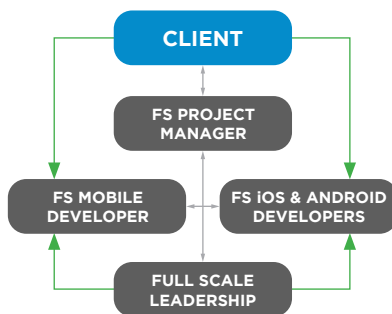 CLIENT
FS PROJECT
MANAGER
FS MOBILE
DEVELOPER
FS iOS & ANDROID
DEVELOPERS
FULL SCALE
LEADERSHIP